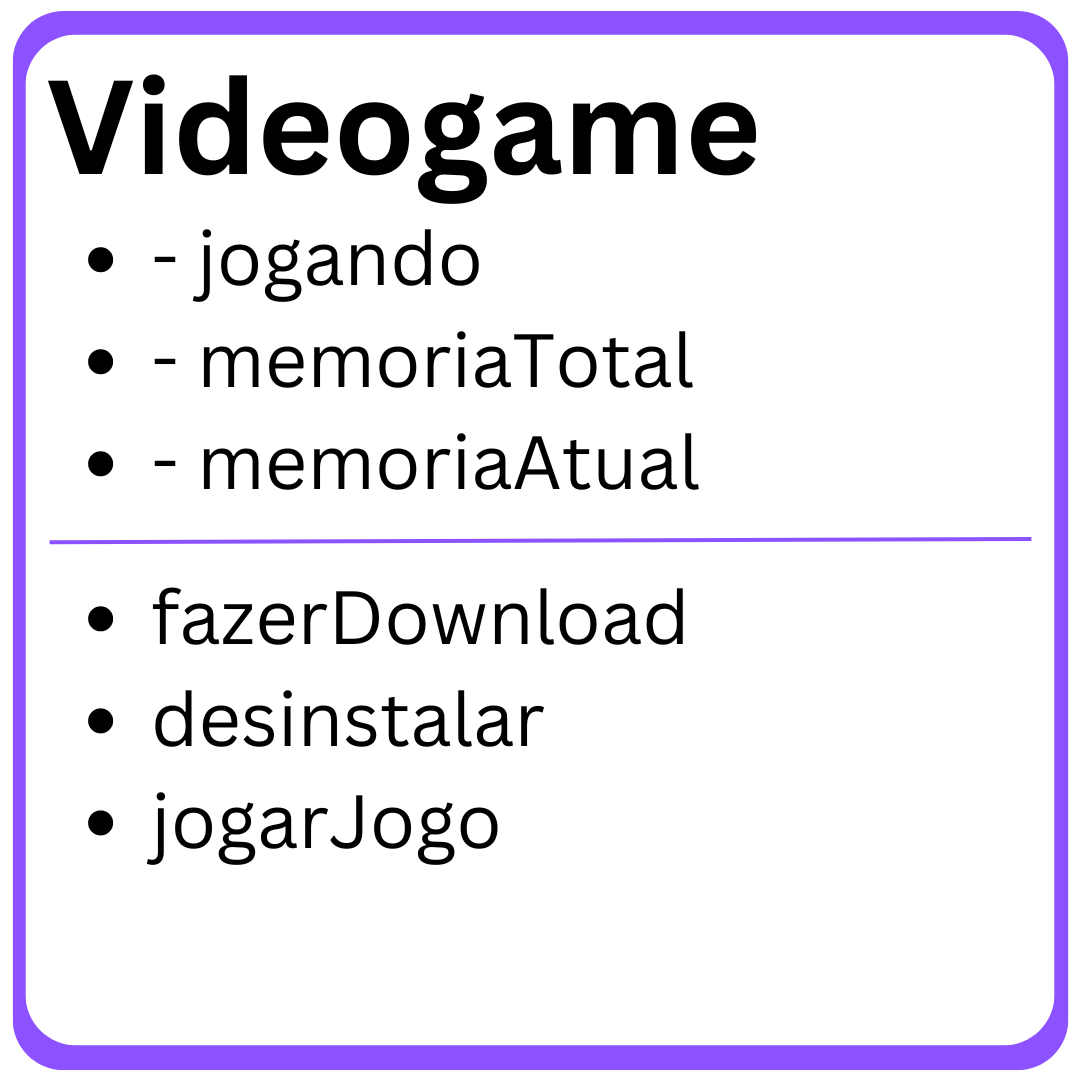 Videogame
- jogando
- memoriaTotal
- memoriaAtual
fazerDownload
desinstalar
jogarJogo